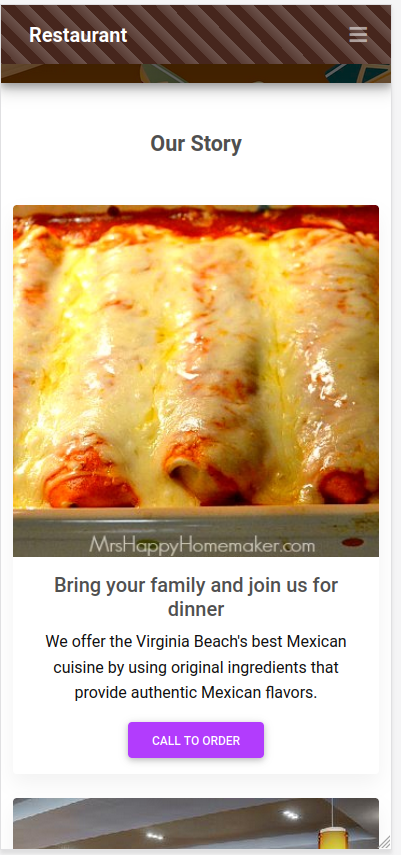 Restaurant
Our Story
MrsHappyHomemaker.com
Bring your family and join us for
dinner
We offer the Virginia Beach's best Mexican
cuisine by using original ingredients that
provide authentic Mexican flavors.
CALL TO ORDER